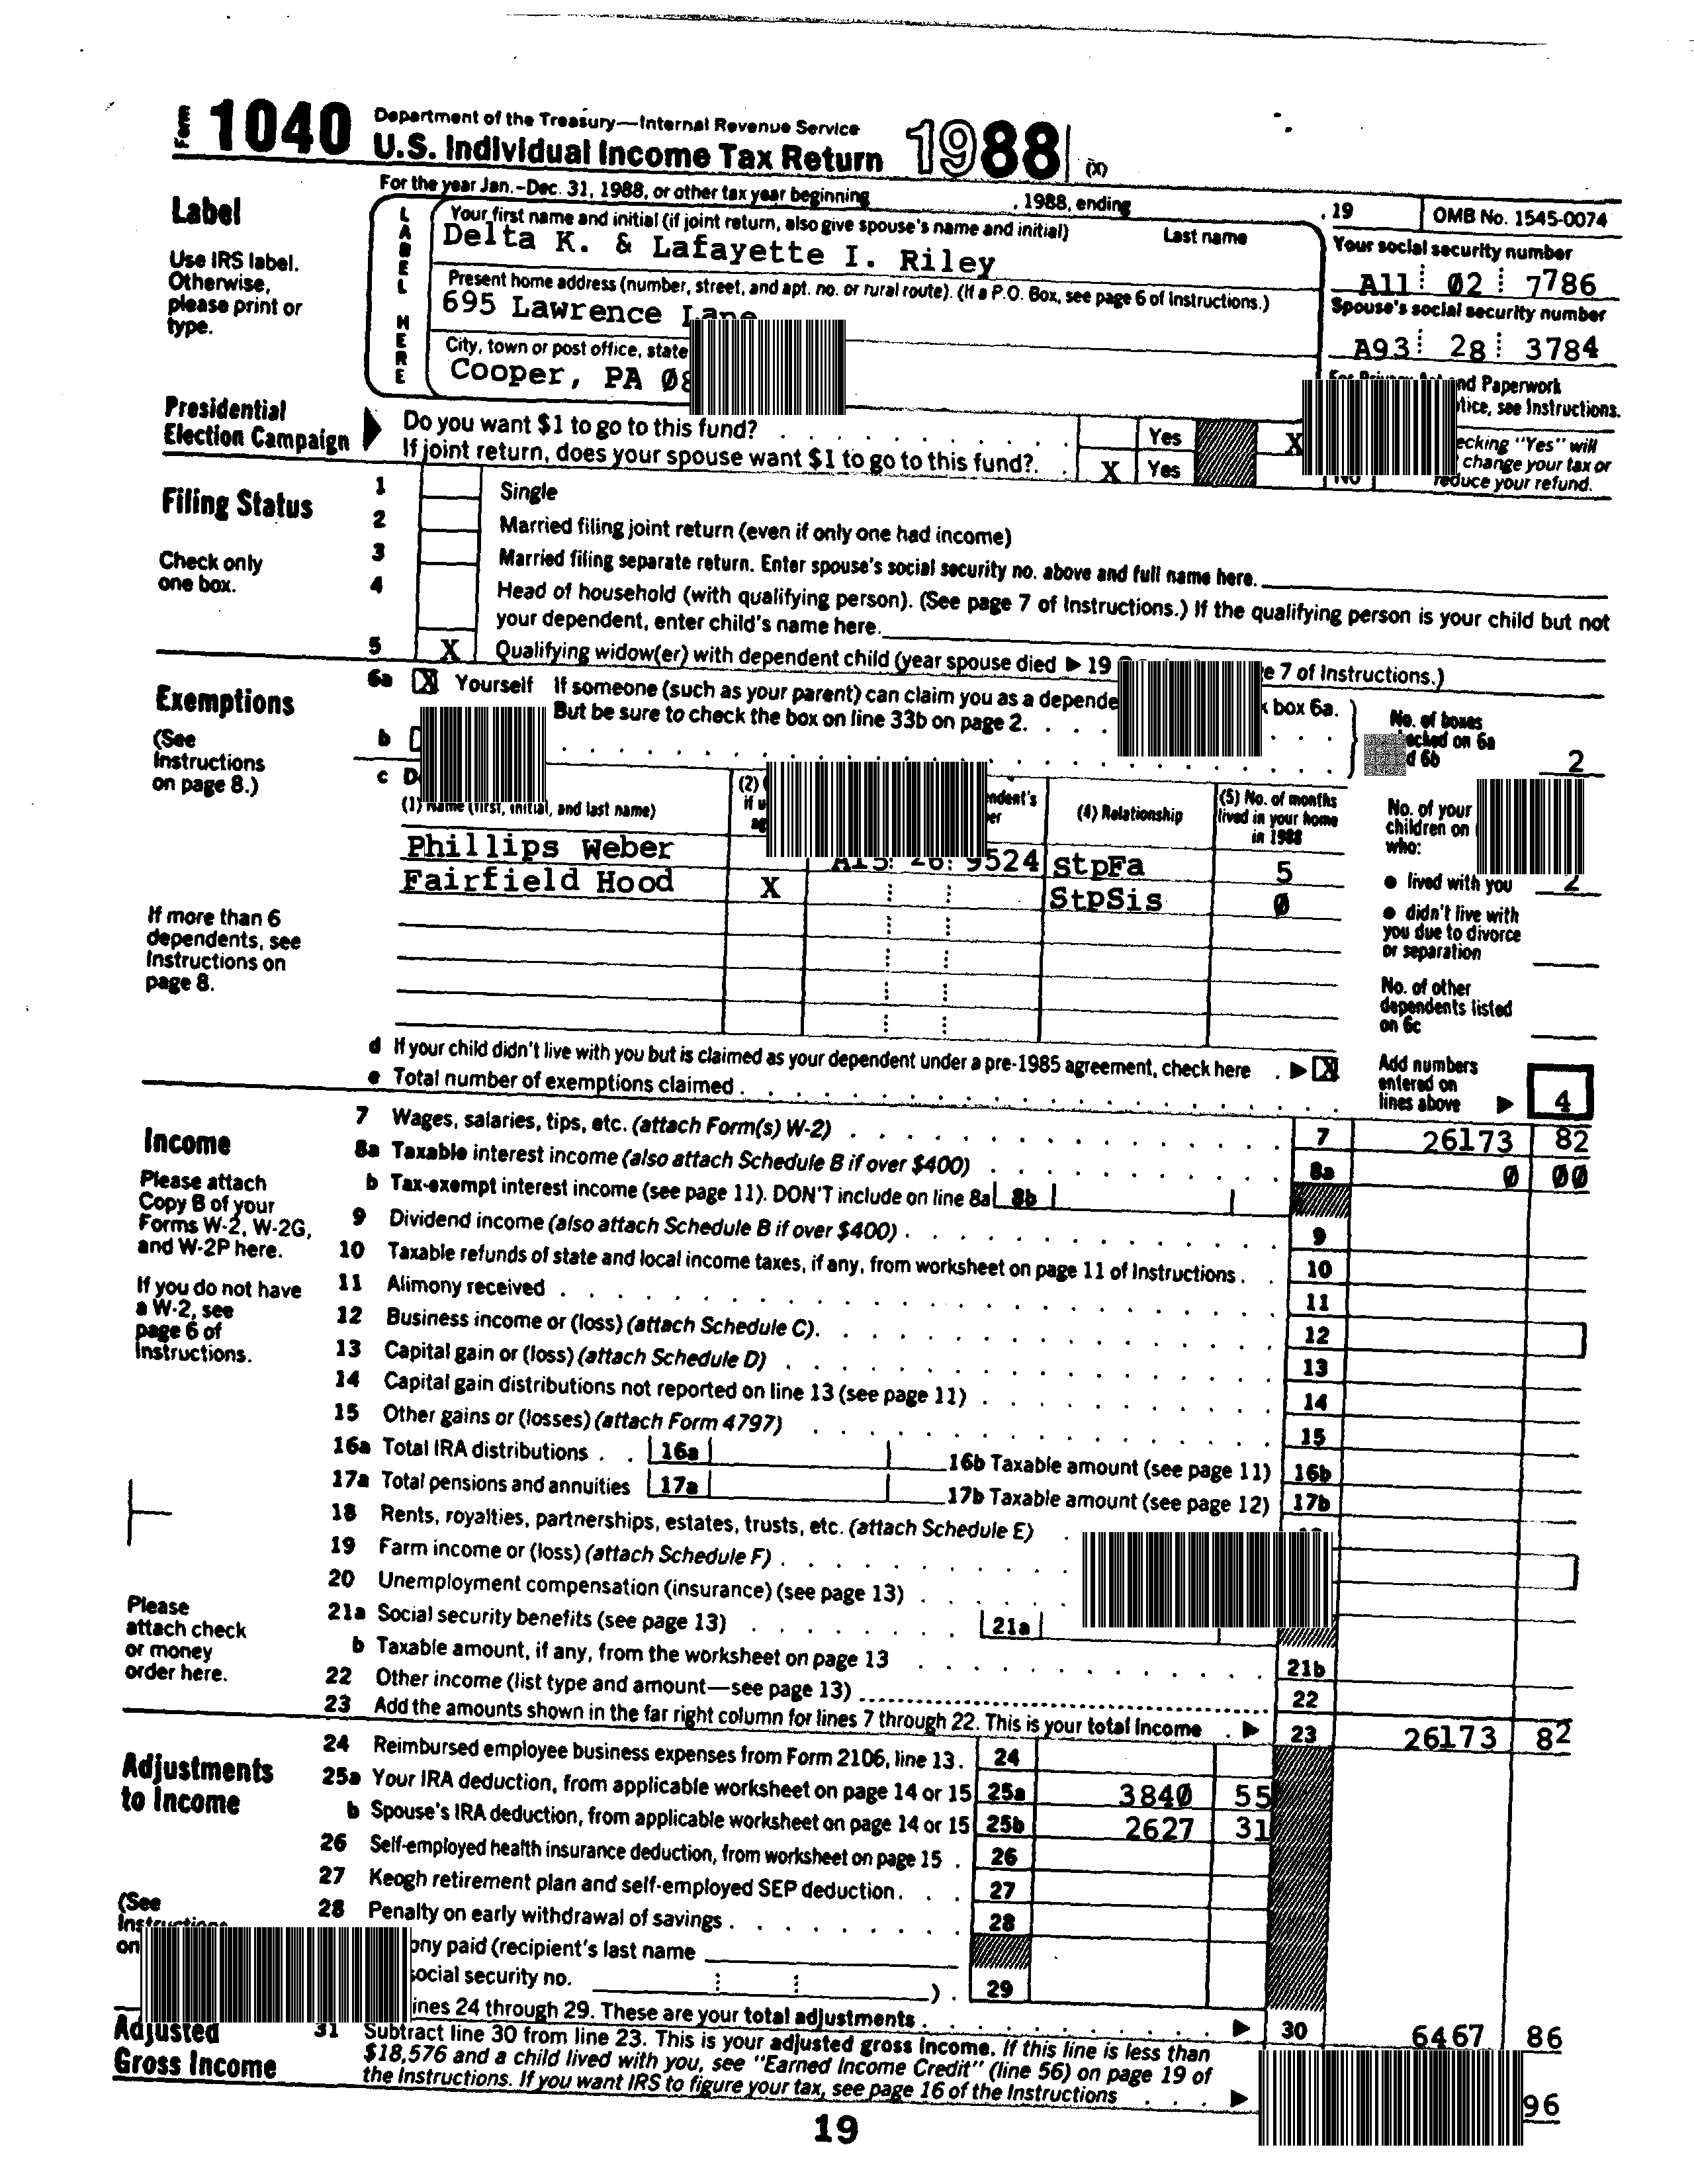 Form 1040 Department of the Treasury—Internal Revenue Service
U.S. Individual Income Tax Return 1988 (X)
For the year Jan.-Dec. 31, 1988, or other tax year beginning , 1988, ending , 19 OMB No. 1545-0074
Label
Use IRS label. Otherwise, please print or type.
LABEL HERE
Your first name and initial (if joint return, also give spouse's name and initial) Last name
Delta K. & Lafayette I. Riley
Your social security number
A11 02 7786
Present home address (number, street, and apt. no. or rural route). (If a P.O. Box, see page 6 of Instructions.)
695 Lawrence Lane
Spouse's social security number
A93 28 3784
City, town or post office, state
Cooper, PA
and Paperwork
see Instructions.
Presidential Election Campaign
Do you want $1 to go to this fund? Yes X
If joint return, does your spouse want $1 to go to this fund? X Yes No
"Yes" will
change your tax or
reduce your refund.
Filing Status
Check only one box.
1 Single
2 Married filing joint return (even if only one had income)
3 Married filing separate return. Enter spouse's social security no. above and full name here.
4 Head of household (with qualifying person). (See page 7 of Instructions.) If the qualifying person is your child but not
your dependent, enter child's name here.
5 X Qualifying widow(er) with dependent child (year spouse died ▶ 19 7 of Instructions.)
Exemptions
(See Instructions on page 8.)
6a X Yourself If someone (such as your parent) can claim you as a box 6a.
But be sure to check the box on line 33b on page 2.
b
No. of boxes
on 6a
6b 2
c
(1) Name (first, initial, and last name) (2) (4) Relationship (5) No. of months lived in your home in 1988
Phillips Weber A15 26 9524 StpFa 5
Fairfield Hood X StpSis 0
No. of your
children on
who:
• lived with you 2
• didn't live with you due to divorce or separation
No. of other dependents listed on 6c
If more than 6 dependents, see Instructions on page 8.
d If your child didn't live with you but is claimed as your dependent under a pre-1985 agreement, check here ▶ X
e Total number of exemptions claimed
Add numbers entered on lines above ▶ 4
Income
Please attach Copy B of your Forms W-2, W-2G, and W-2P here.
If you do not have a W-2, see page 6 of Instructions.
Please attach check or money order here.
7 Wages, salaries, tips, etc. (attach Form(s) W-2) 7 26173 82
8a Taxable interest income (also attach Schedule B if over $400) 8a 0 00
b Tax-exempt interest income (see page 11). DON'T include on line 8a 8b
9 Dividend income (also attach Schedule B if over $400) 9
10 Taxable refunds of state and local income taxes, if any, from worksheet on page 11 of Instructions 10
11 Alimony received 11
12 Business income or (loss) (attach Schedule C) 12
13 Capital gain or (loss) (attach Schedule D) 13
14 Capital gain distributions not reported on line 13 (see page 11) 14
15 Other gains or (losses) (attach Form 4797) 15
16a Total IRA distributions 16a 16b Taxable amount (see page 11) 16b
17a Total pensions and annuities 17a 17b Taxable amount (see page 12) 17b
18 Rents, royalties, partnerships, estates, trusts, etc. (attach Schedule E)
19 Farm income or (loss) (attach Schedule F)
20 Unemployment compensation (insurance) (see page 13)
21a Social security benefits (see page 13) 21a
b Taxable amount, if any, from the worksheet on page 13 21b
22 Other income (list type and amount—see page 13) 22
23 Add the amounts shown in the far right column for lines 7 through 22. This is your total income ▶ 23 26173 82
Adjustments to Income
(See
Instructions
on
24 Reimbursed employee business expenses from Form 2106, line 13 24
25a Your IRA deduction, from applicable worksheet on page 14 or 15 25a 3840 55
b Spouse's IRA deduction, from applicable worksheet on page 14 or 15 25b 2627 31
26 Self-employed health insurance deduction, from worksheet on page 15 26
27 Keogh retirement plan and self-employed SEP deduction 27
28 Penalty on early withdrawal of savings 28
paid (recipient's last name
social security no. ) 29
lines 24 through 29. These are your total adjustments ▶ 30 6467 86
Adjusted Gross Income
31 Subtract line 30 from line 23. This is your adjusted gross income. If this line is less than
$18,576 and a child lived with you, see "Earned Income Credit" (line 56) on page 19 of
the Instructions. If you want IRS to figure your tax, see page 16 of the Instructions ▶ 96
19